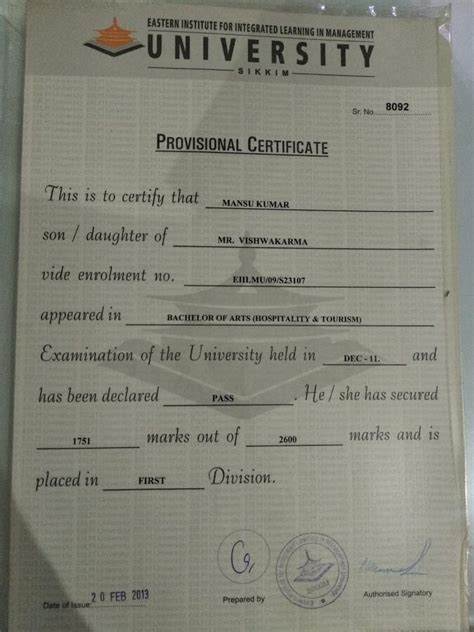 EASTERN INSTITUTE FOR INTEGRATED LEARNING IN MANAGEMENT
UNIVERSITY
SIKKIM
Sr. No. 8092
PROVISIONAL CERTIFICATE
This is to certify that MANSU KUMAR
son / daughter of MR. VISHWAKARMA
vide enrolment no. EIILMU/09/S23107
appeared in BACHELOR OF ARTS (HOSPITALITY & TOURISM)
Examination of the University held in DEC - 11. and
has been declared PASS . He / she has secured
1751 marks out of 2600 marks and is
placed in FIRST Division.
Date of Issue: 20 FEB 2013
Prepared by
Authorised Signatory